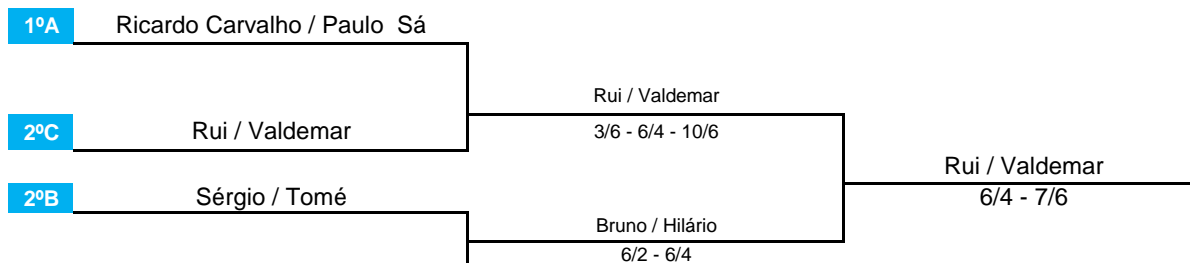 1ºA Ricardo Carvalho / Paulo Sá
Rui / Valdemar
2ºC Rui / Valdemar 3/6 - 6/4 - 10/6
Rui / Valdemar
2ºB Sérgio / Tomé 6/4 - 7/6
Bruno / Hilário
6/2 - 6/4